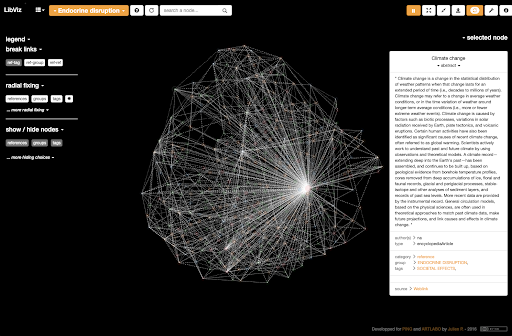 LibViz
- Endocrine disruption -
search a node...
legend
break links
ref-tag
ref-group
ref-ref
radial fixing
references
groups
tags
... more radial fixing
show / hide nodes
references
groups
tags
... more hiding choices
selected node
Climate change
abstract
" Climate change is a change in the statistical distribution
of weather patterns when that change lasts for an
extended period of time (i.e., decades to millions of years).
Climate change may refer to a change in average weather
conditions, or in the time variation of weather around
longer-term average conditions (i.e., more or fewer
extreme weather events). Climate change is caused by
factors such as biotic processes, variations in solar
radiation received by Earth, plate tectonics, and volcanic
eruptions. Certain human activities have also been
identified as significant causes of recent climate change,
often referred to as global warming. Scientists actively
work to understand past and future climate by using
observations and theoretical models. A climate record—
extending deep into the Earth's past—has been
assembled, and continues to be built up, based on
geological evidence from borehole temperature profiles,
cores removed from deep accumulations of ice, floral and
faunal records, glacial and periglacial processes, stable-
isotope and other analyses of sediment layers, and
records of past sea levels. More recent data are provided
by the instrumental record. General circulation models,
based on the physical sciences, are often used in
theoretical approaches to match past climate data, make
future projections, and link causes and effects in climate
change. "
author(s) > na
type > encyclopediaArticle
category > reference
group > ENDOCRINE DISRUPTION,
tags > SOCIETAL EFFECTS,
source > Website
Developped for PING and ARTLABO by Julien P. - 2016